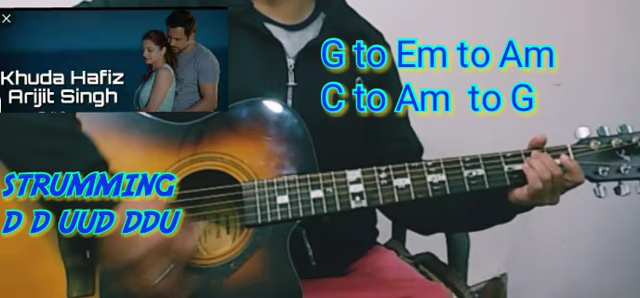 Khuda Hafiz
Arijit Singh
G to Em to Am
C to Am to G
STRUMMING
D D UUD DDU